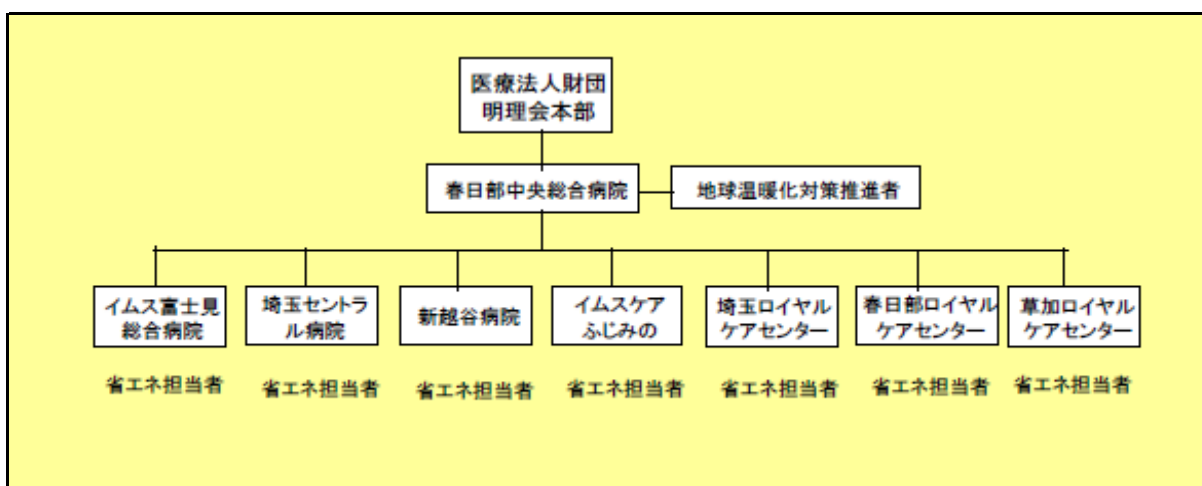 医療法人財団
明理会本部
春日部中央総合病院
地球温暖化対策推進者
イムス富士見
総合病院
埼玉セントラ
ル病院
新越谷病院
イムスケア
ふじみの
埼玉ロイヤル
ケアセンター
春日部ロイヤル
ケアセンター
草加ロイヤル
ケアセンター
省エネ担当者
省エネ担当者
省エネ担当者
省エネ担当者
省エネ担当者
省エネ担当者
省エネ担当者